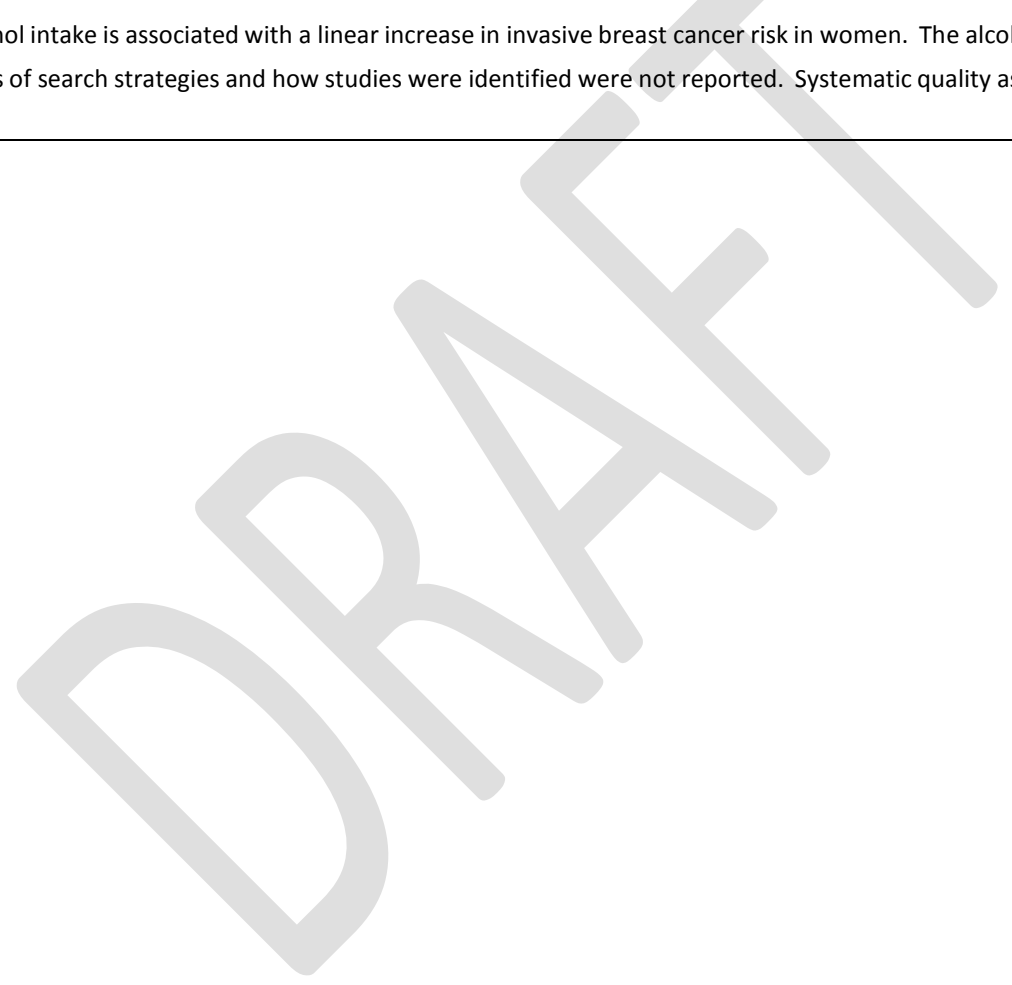 nol intake is associated with a linear increase in invasive breast cancer risk in women. The alcol
s of search strategies and how studies were identified were not reported. Systematic quality as
DRAFT